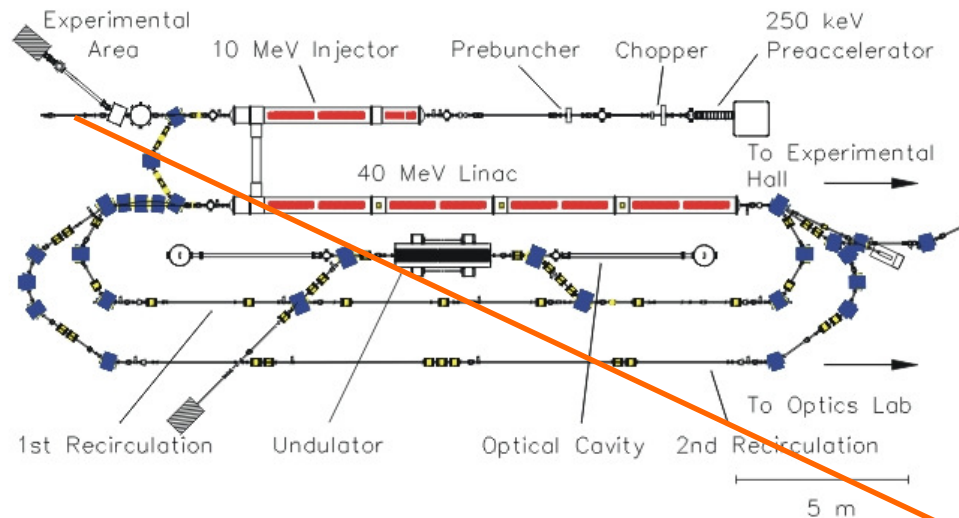 Experimental
Area
10 MeV Injector
Prebuncher
Chopper
250 keV
Preaccelerator
40 MeV Linac
To Experimental
Hall
To Optics Lab
1st Recirculation
Undulator
Optical Cavity
2nd Recirculation
5 m